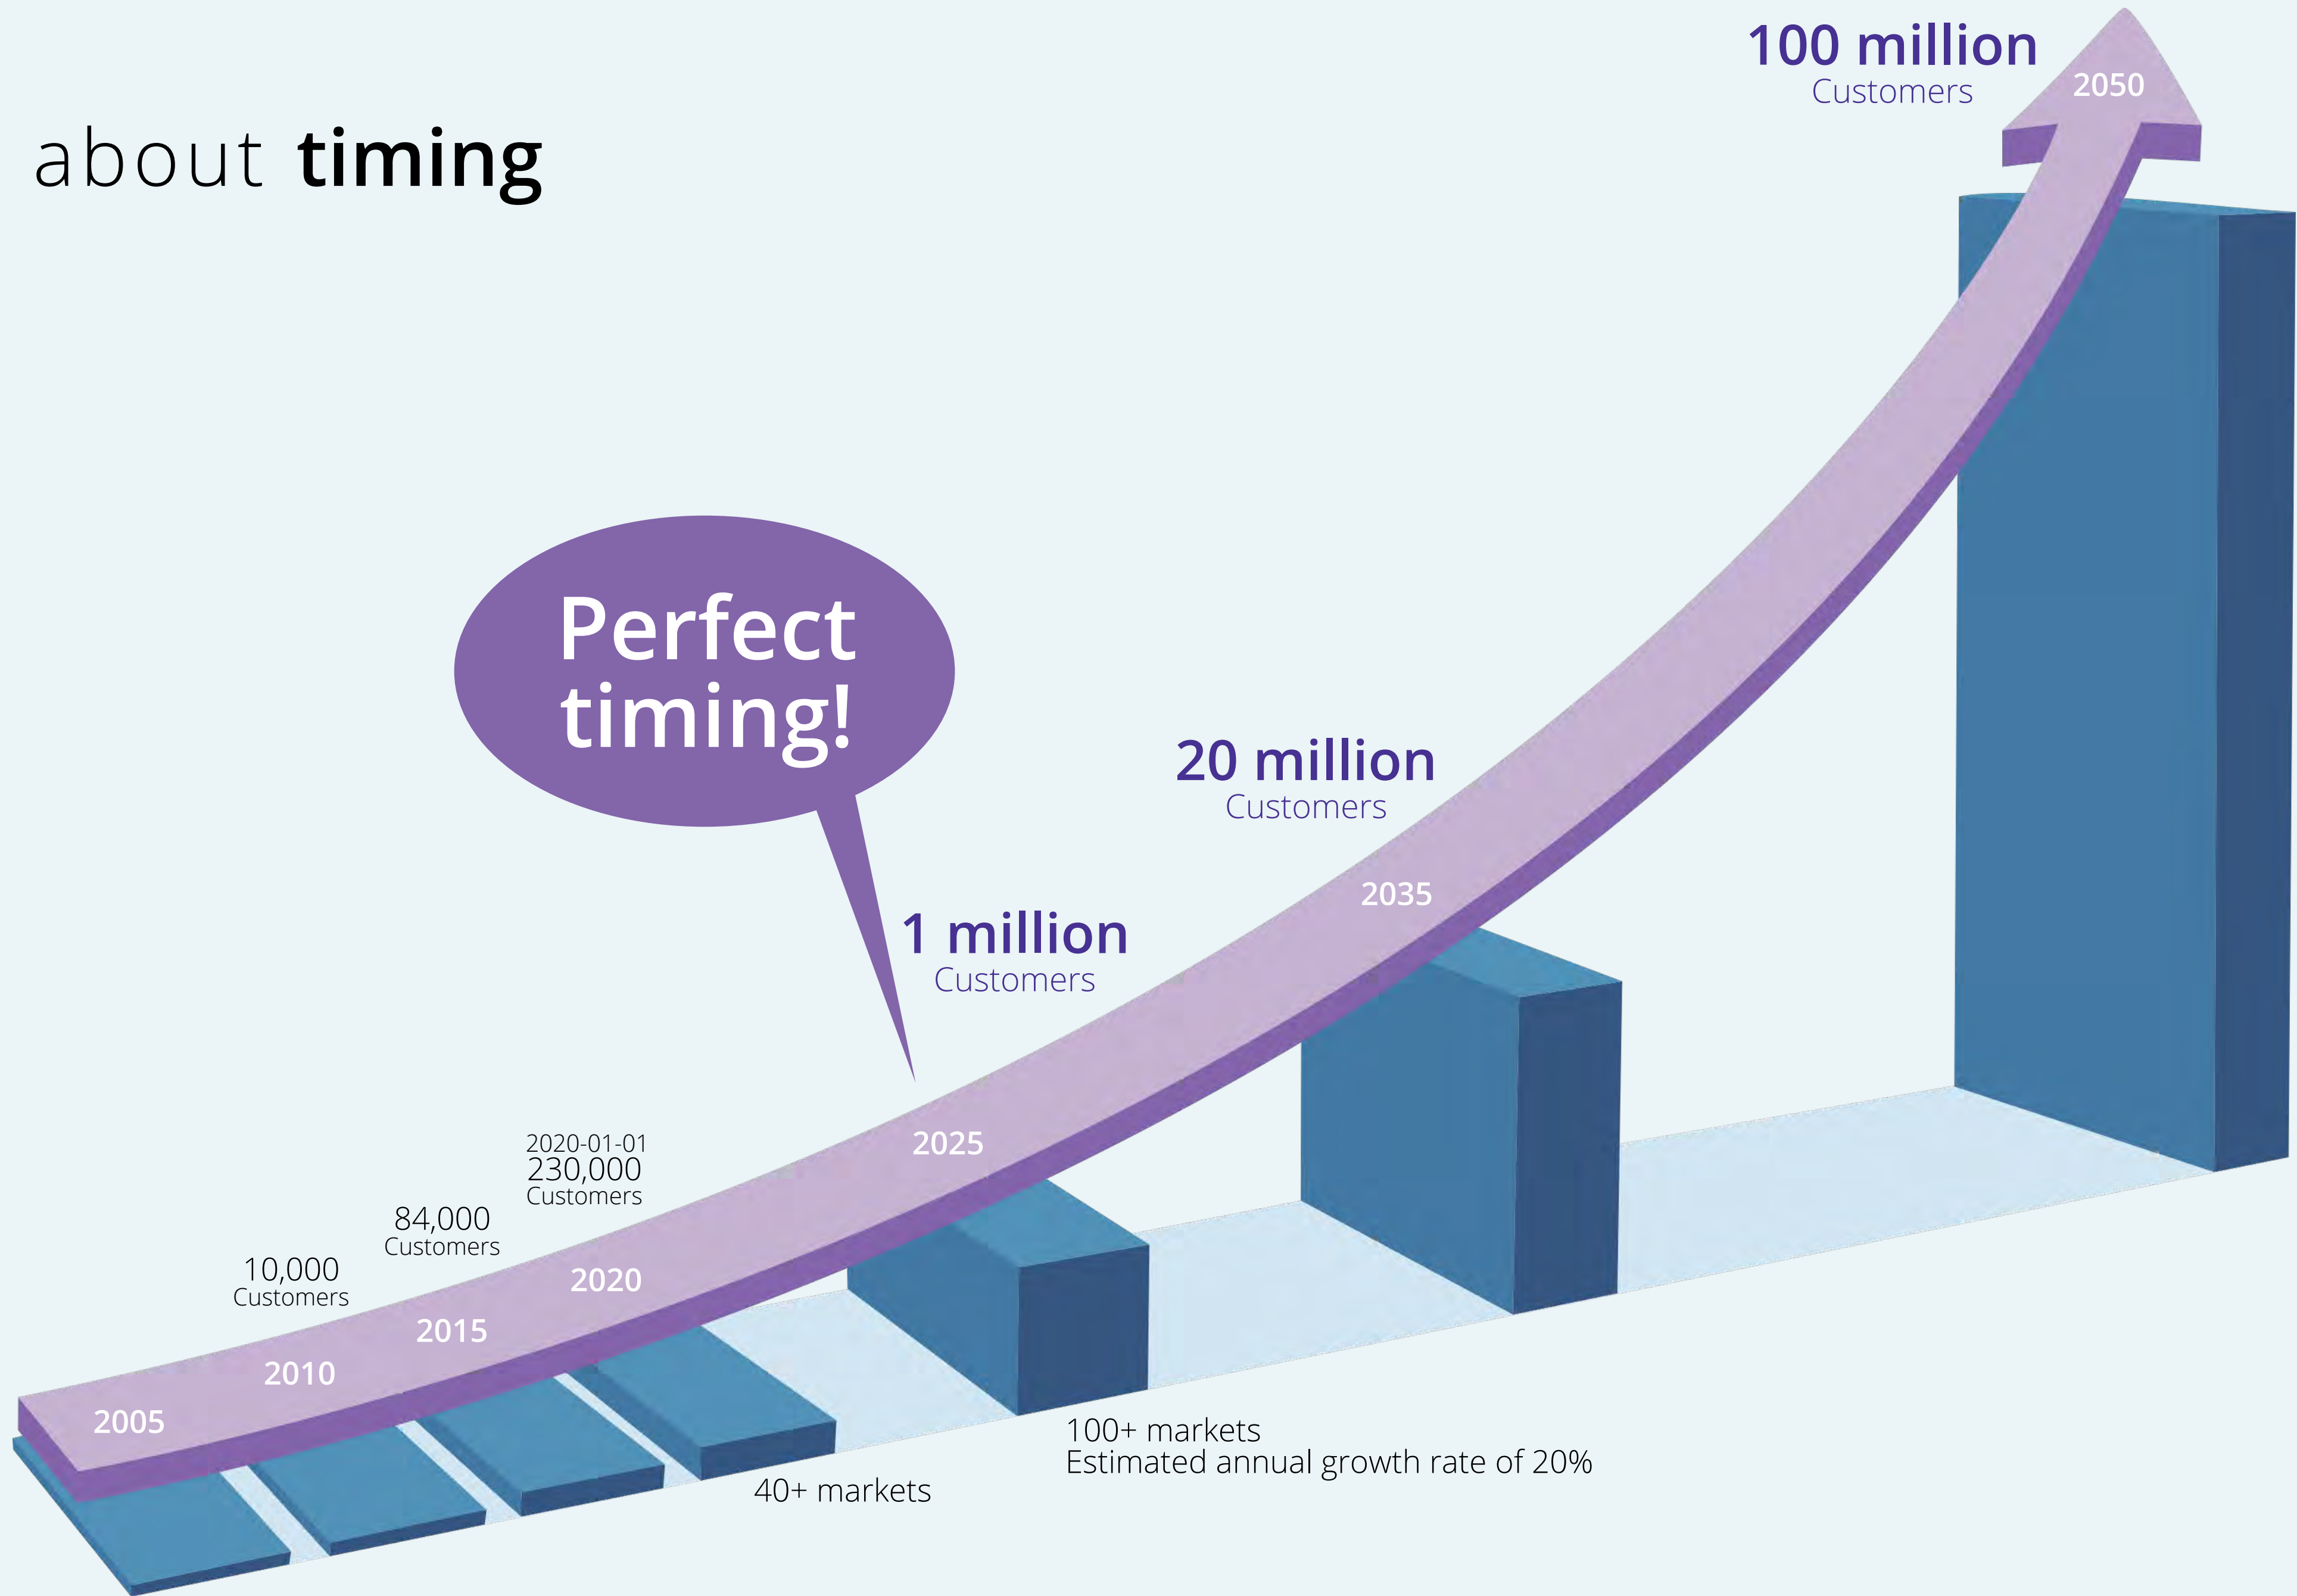 about timing
100 million
Customers
2050
Perfect
timing!
20 million
Customers
2035
1 million
Customers
2025
2020-01-01
230,000
Customers
2020
84,000
Customers
2015
10,000
Customers
2010
2005
40+ markets
100+ markets
Estimated annual growth rate of 20%